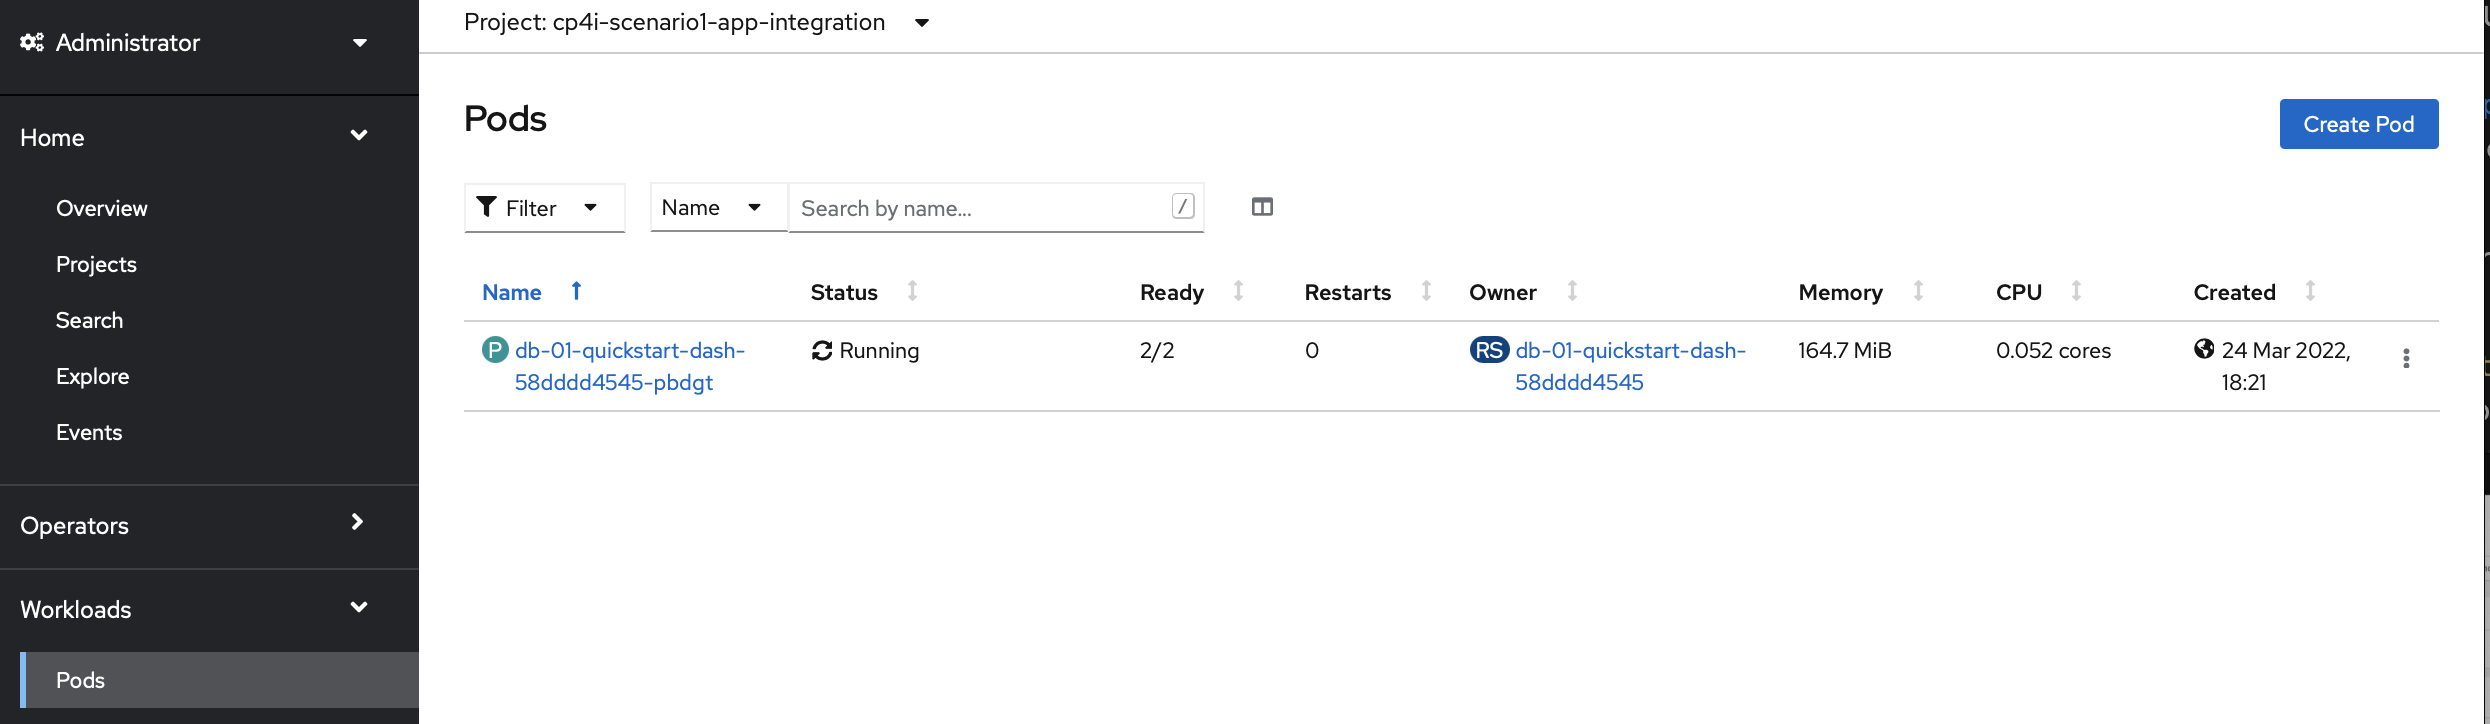 Administrator
Home
Overview
Projects
Search
Explore
Events
Operators
Workloads
Pods
Project: cp4i-scenario1-app-integration
Pods
Create Pod
Filter
Name
Search by name...
/
Name Status Ready Restarts Owner Memory CPU Created
P db-01-quickstart-dash- Running 2/2 0 RS db-01-quickstart-dash- 164.7 MiB 0.052 cores 24 Mar 2022,
58dddd4545-pbdgt 58dddd4545 18:21